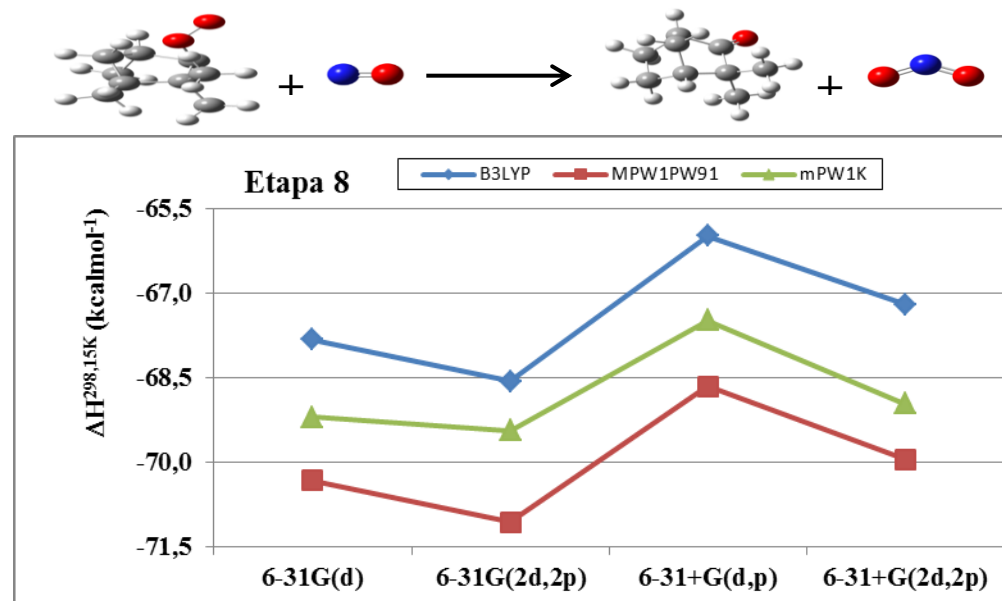 +
+
Etapa 8
B3LYP MPW1PW91 mPW1K
ΔH²⁹⁸,¹⁵ᴷ (kcalmol⁻¹)
-65,5
-67,0
-68,5
-70,0
-71,5
6-31G(d) 6-31G(2d,2p) 6-31+G(d,p) 6-31+G(2d,2p)